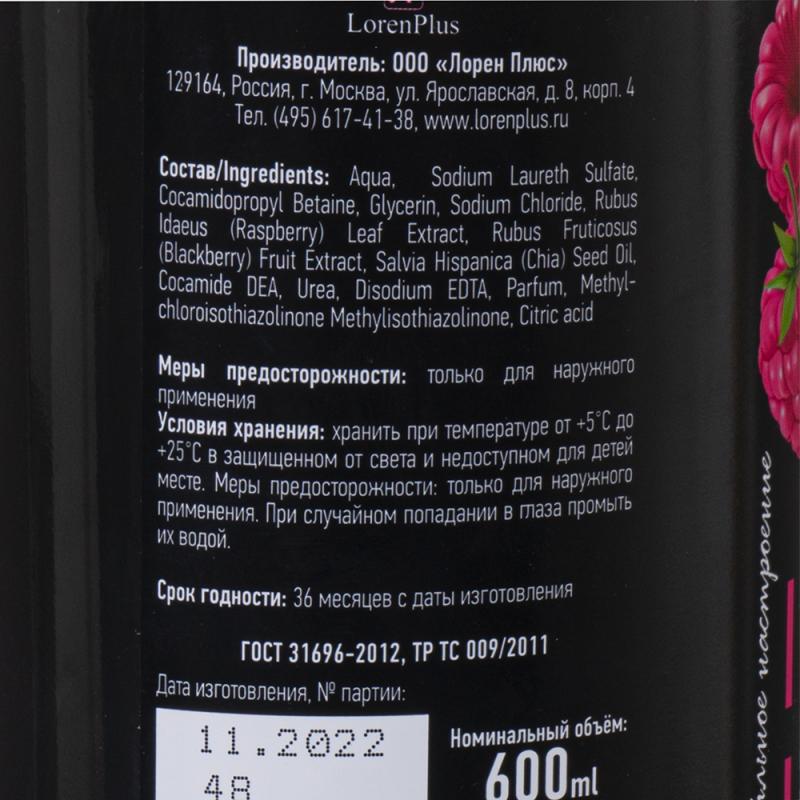 LorenPlus
Производитель: ООО «Лорен Плюс»
129164, Россия, г. Москва, ул. Ярославская, д. 8, корп. 4
Тел. (495) 617-41-38, www.lorenplus.ru
Состав/Ingredients: Aqua, Sodium Laureth Sulfate,
Cocamidopropyl Betaine, Glycerin, Sodium Chloride, Rubus
Idaeus (Raspberry) Leaf Extract, Rubus Fruticosus
(Blackberry) Fruit Extract, Salvia Hispanica (Chia) Seed Oil,
Cocamide DEA, Urea, Disodium EDTA, Parfum, Methyl-
chloroisothiazolinone Methylisothiazolinone, Citric acid
Меры предосторожности: только для наружного
применения
Условия хранения: хранить при температуре от +5°С до
+25°С в защищенном от света и недоступном для детей
месте. Меры предосторожности: только для наружного
применения. При случайном попадании в глаза промыть
их водой.
Срок годности: 36 месяцев с даты изготовления
ГОСТ 31696-2012, ТР ТС 009/2011
Дата изготовления, № партии:
11.2022
48
Номинальный объём:
600ml
настроение